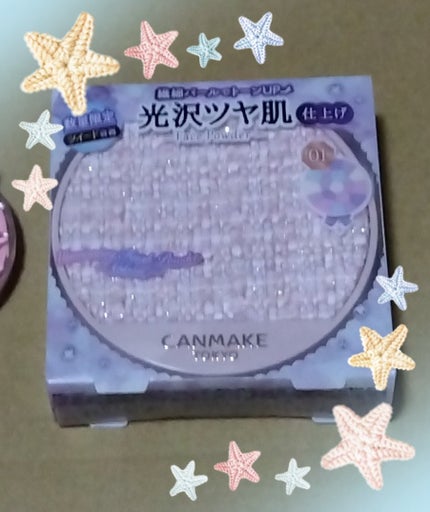 繊細パールでトーンUP♪
光沢ツヤ肌 仕上げ
Face Powder
数量限定
ツイード容器
01
CANMAKE
TOKYO